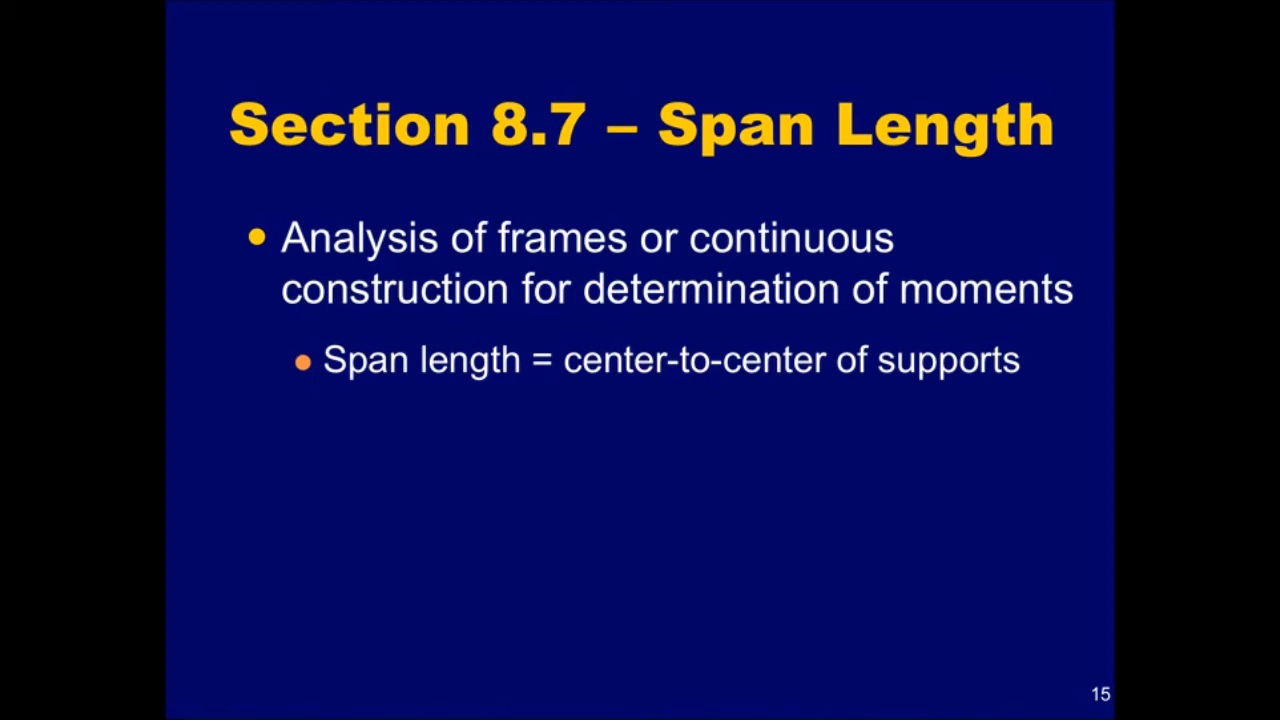 Section 8.7 – Span Length
• Analysis of frames or continuous
construction for determination of moments
• Span length = center-to-center of supports
15